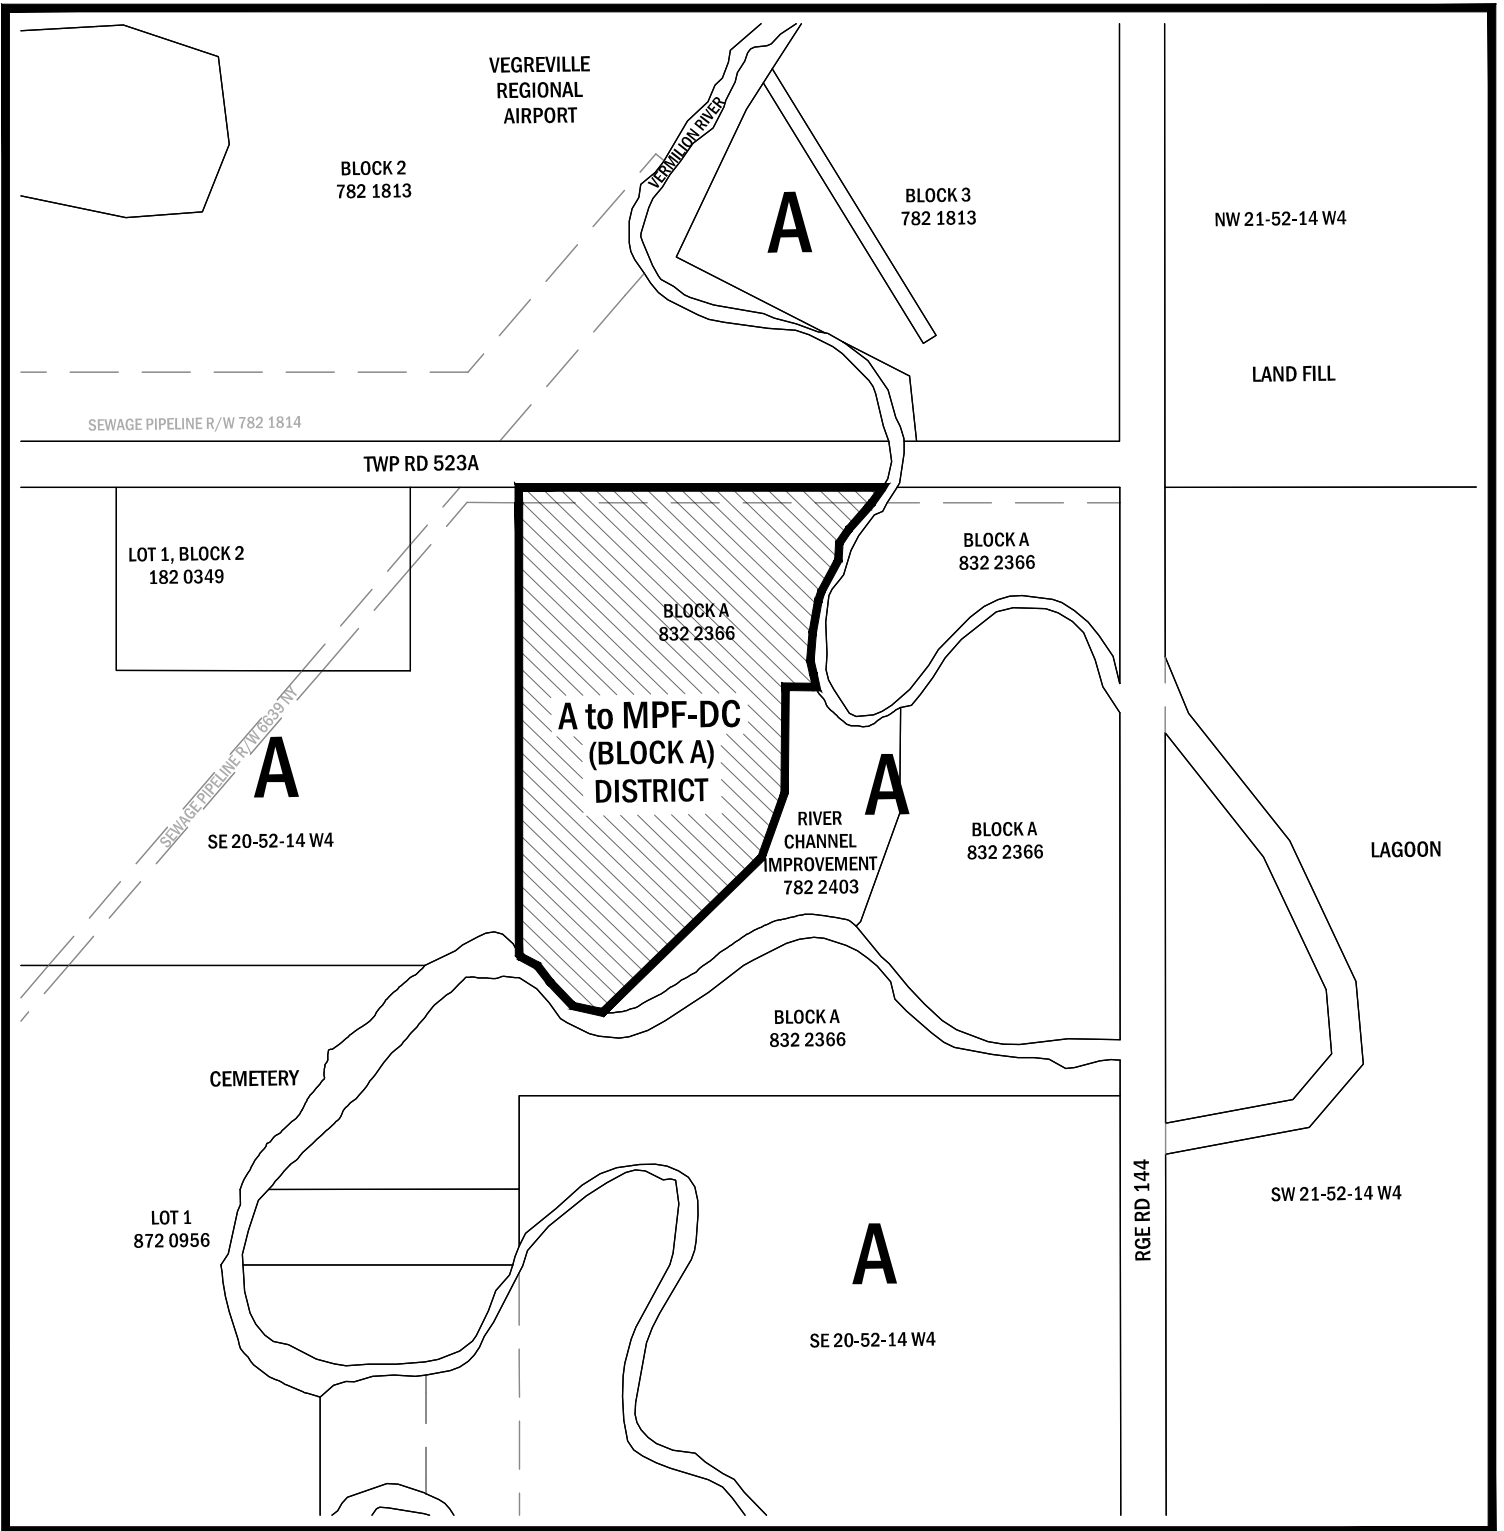 VEGREVILLE
REGIONAL
AIRPORT
VERMILION RIVER
BLOCK 2
782 1813
A
BLOCK 3
782 1813
NW 21-52-14 W4
LAND FILL
SEWAGE PIPELINE R/W 782 1814
TWP RD 523A
LOT 1, BLOCK 2
182 0349
BLOCK A
832 2366
BLOCK A
832 2366
A to MPF-DC
(BLOCK A)
DISTRICT
SEWAGE PIPELINE R/W 6639 NY
A
SE 20-52-14 W4
A
RIVER
CHANNEL
IMPROVEMENT
782 2403
BLOCK A
832 2366
LAGOON
BLOCK A
832 2366
CEMETERY
RGE RD 144
SW 21-52-14 W4
LOT 1
872 0956
A
SE 20-52-14 W4